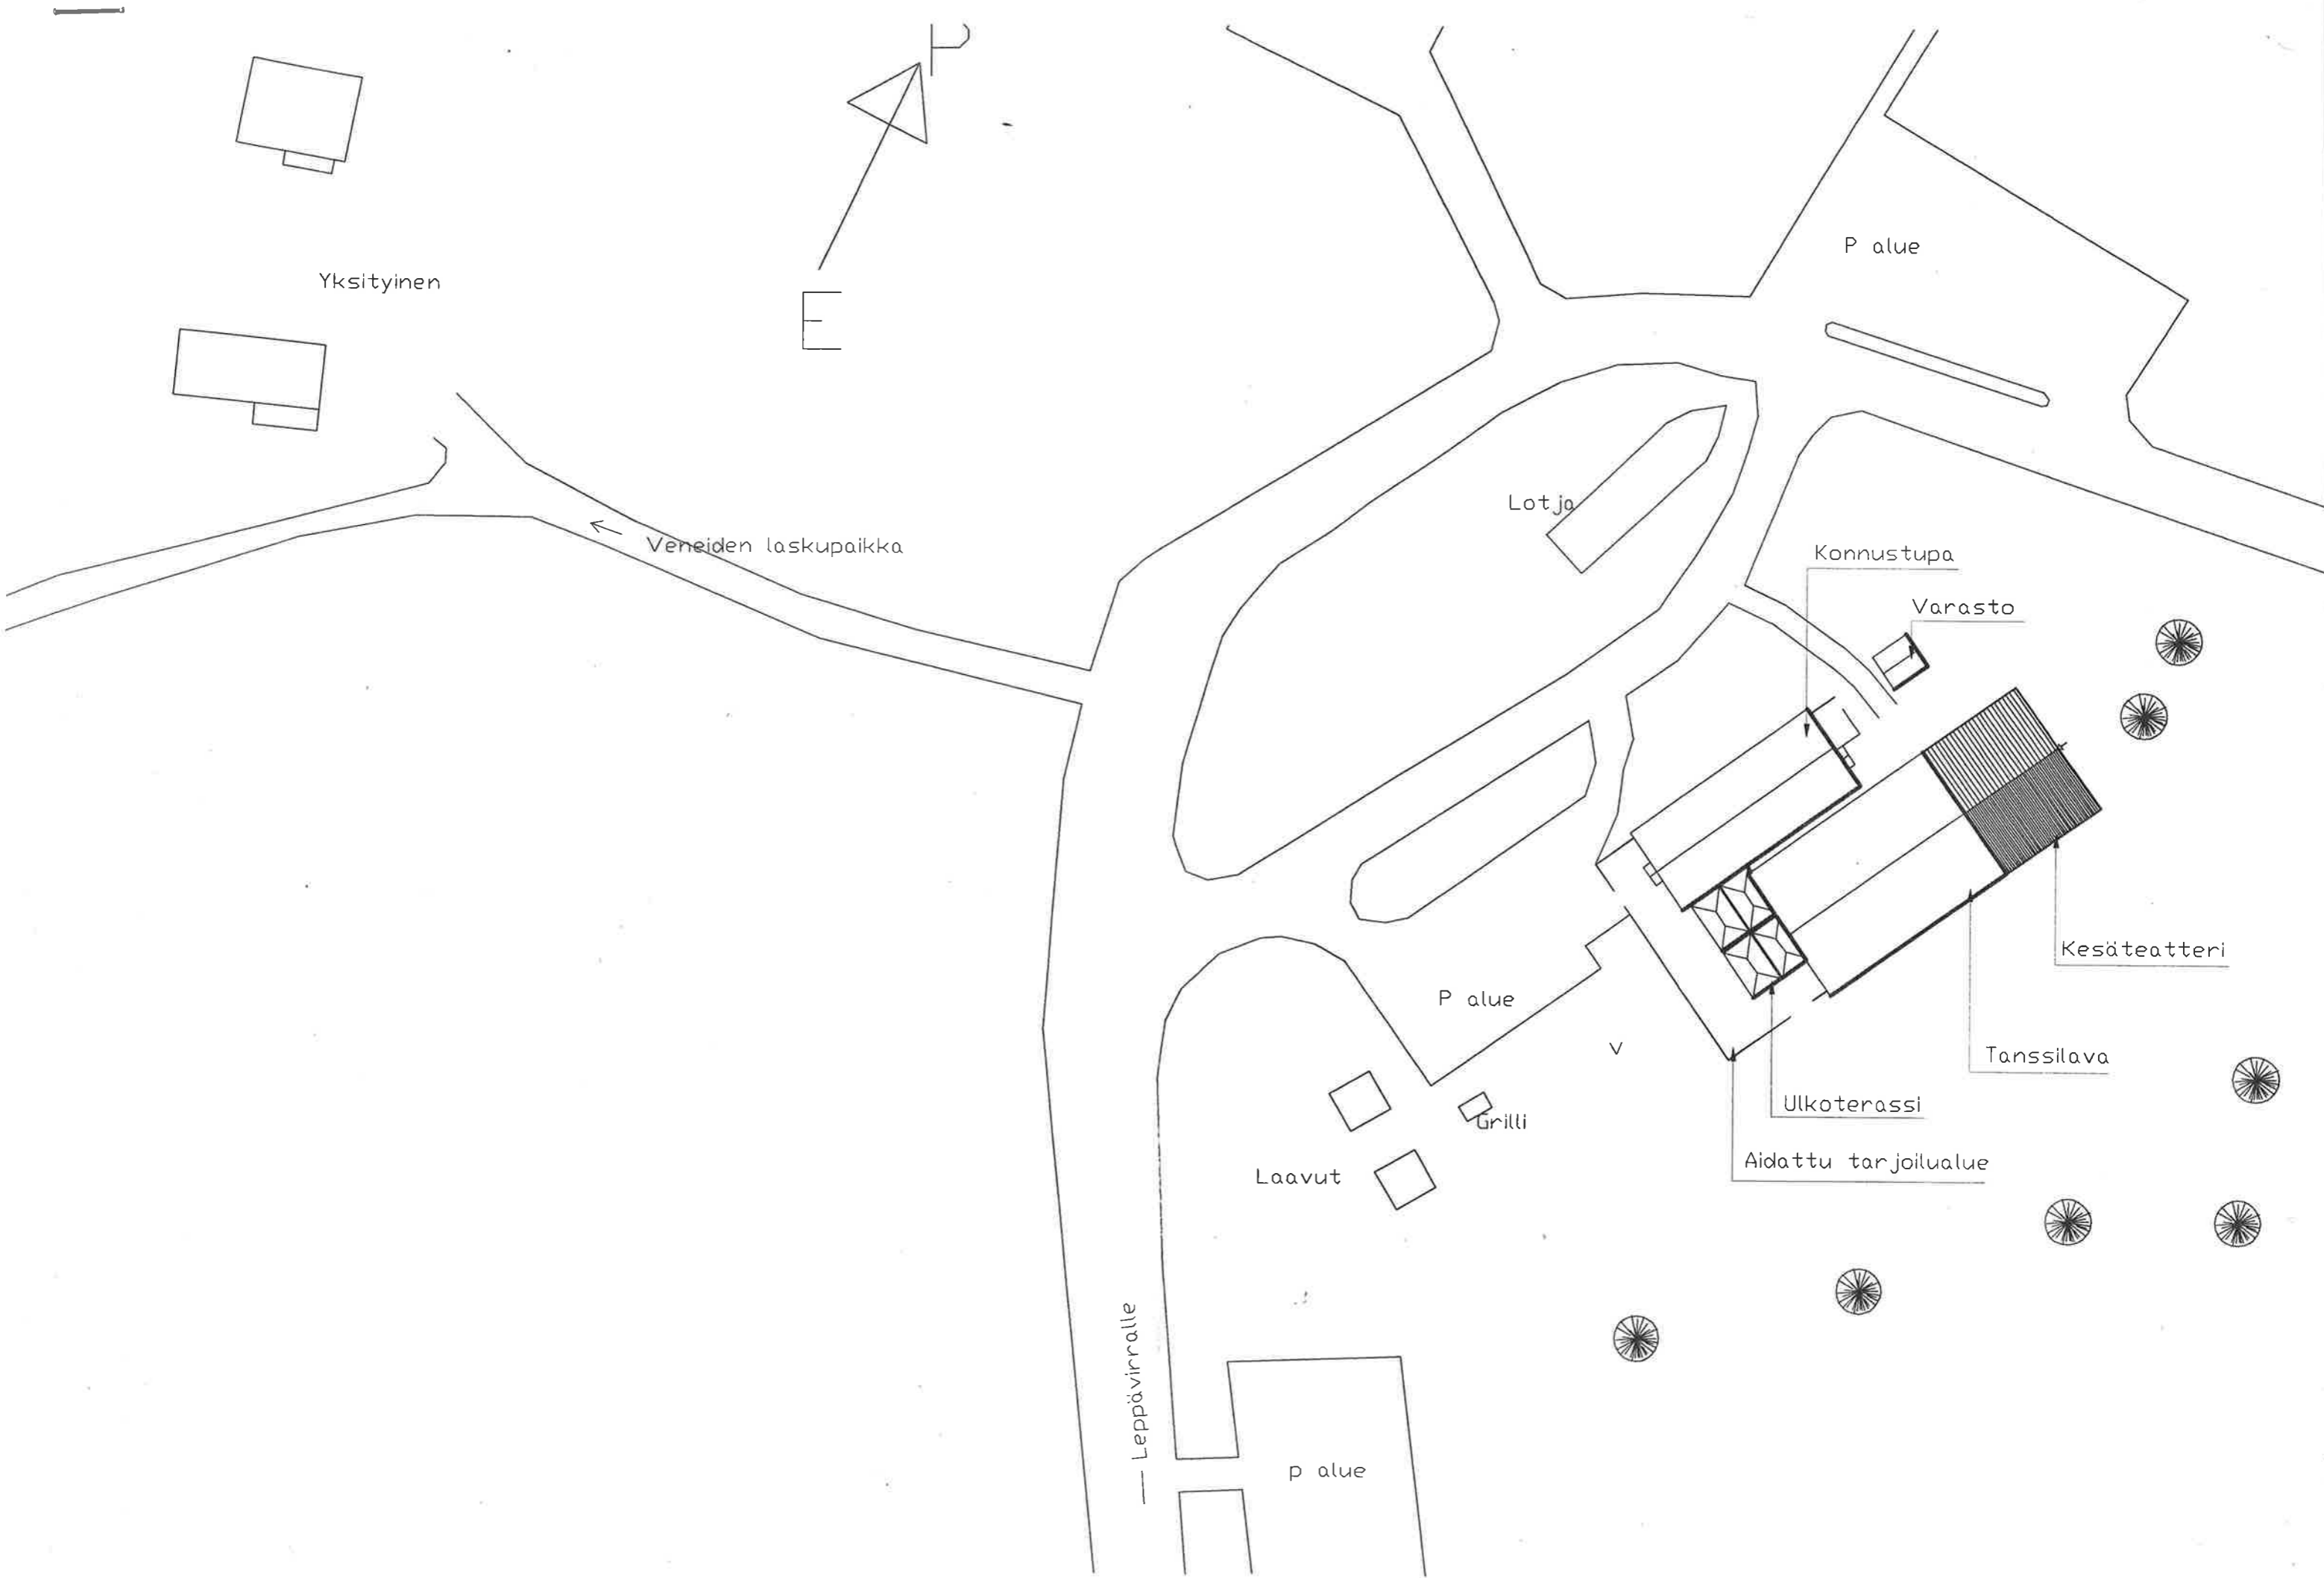 P
P alue
Yksityinen
E
Lotja
Veneiden laskupaikka
Konnustupa
Varasto
Kesäteatteri
P alue
V
Tanssilava
Ulkoterassi
Grilli
Aidattu tarjoilualue
Laavut
Leppävirralle
p alue